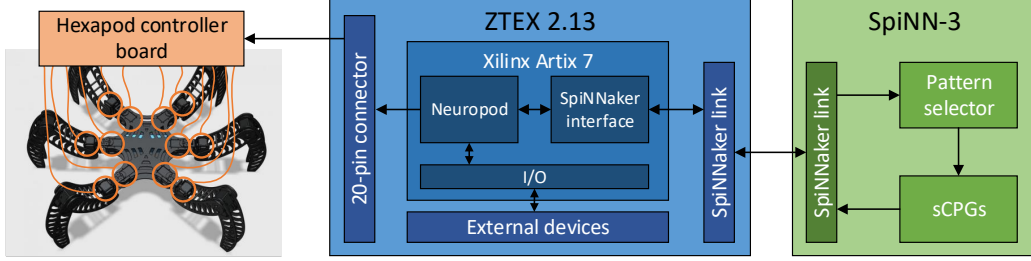 Hexapod controller
board
ZTEX 2.13
Xilinx Artix 7
20-pin connector
Neuropod
SpiNNaker
interface
I/O
External devices
SpiNNaker link
SpiNN-3
SpiNNaker link
Pattern
selector
sCPGs